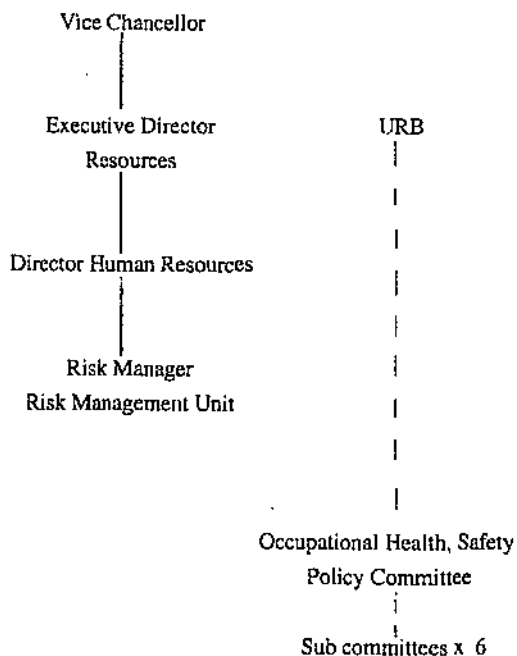 Vice Chancellor
Executive Director
Resources
URB
Director Human Resources
Risk Manager
Risk Management Unit
Occupational Health, Safety
Policy Committee
Sub committees x 6